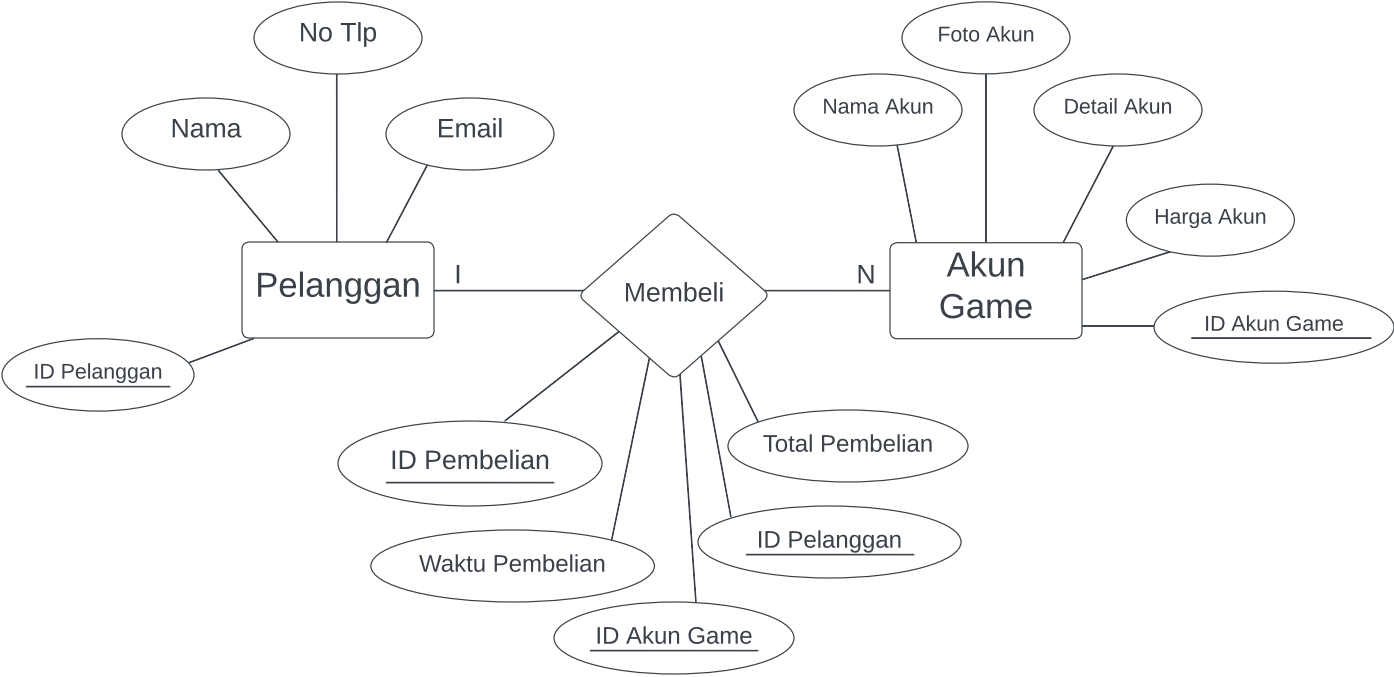 No Tlp
Nama
Email
Pelanggan
ID Pelanggan
I
Membeli
N
Foto Akun
Nama Akun
Detail Akun
Harga Akun
Akun
Game
ID Akun Game
ID Pembelian
Waktu Pembelian
ID Akun Game
ID Pelanggan
Total Pembelian